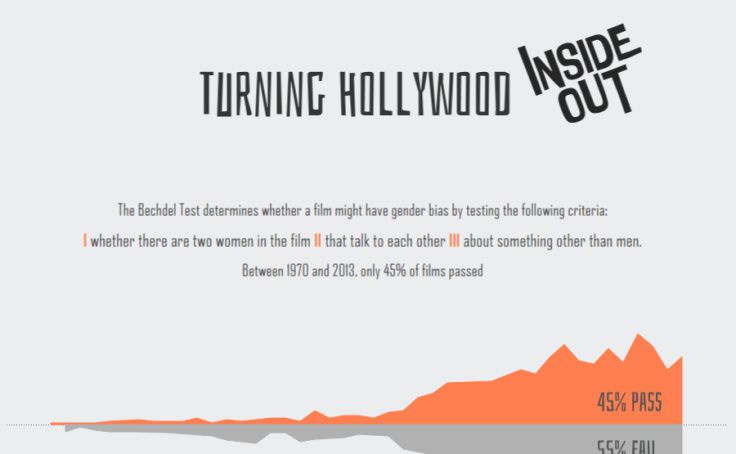 TURNING HOLLYWOOD INSIDE OUT
The Bechdel Test determines whether a film might have gender bias by testing the following criteria:
I whether there are two women in the film II that talk to each other III about something other than men.
Between 1970 and 2013, only 45% of films passed
45% PASS
55% FAIL